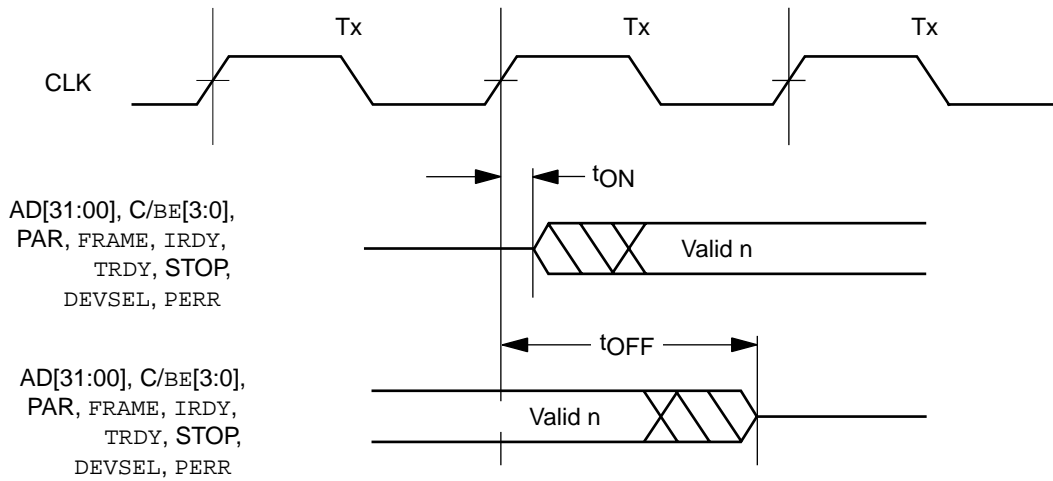 Tx Tx Tx
CLK
tON
AD[31:00], C/BE[3:0],
PAR, FRAME, IRDY,
TRDY, STOP,
DEVSEL, PERR
Valid n
tOFF
AD[31:00], C/BE[3:0],
PAR, FRAME, IRDY,
TRDY, STOP,
DEVSEL, PERR
Valid n